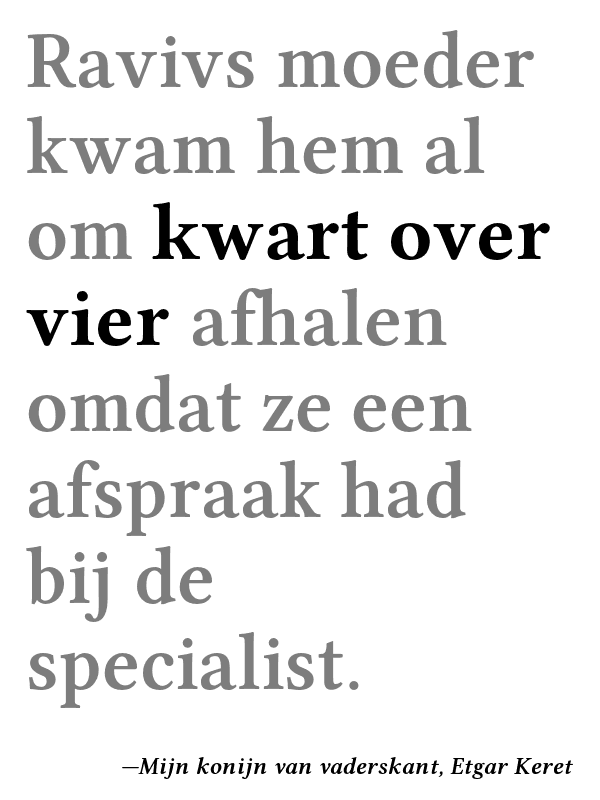 Ravivs moeder
kwam hem al
om kwart over
vier afhalen
omdat ze een
afspraak had
bij de
specialist.
—Mijn konijn van vaderskant, Etgar Keret